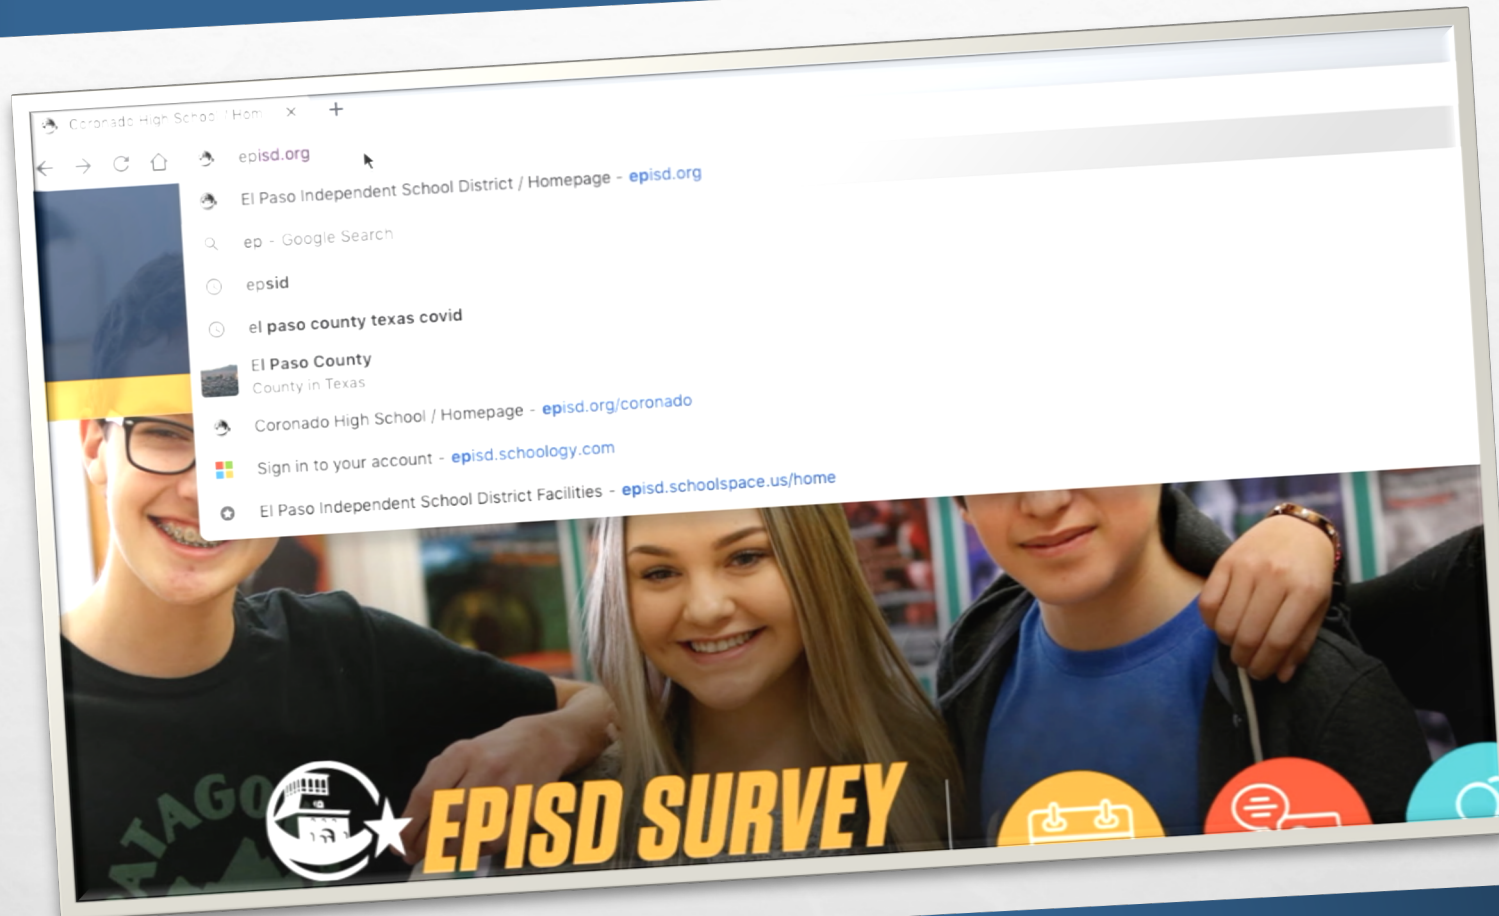 Coronado High School / Hom
episd.org
El Paso Independent School District / Homepage - episd.org
ep - Google Search
epsid
el paso county texas covid
El Paso County
County in Texas
Coronado High School / Homepage - episd.org/coronado
Sign in to your account - episd.schoology.com
El Paso Independent School District Facilities - episd.schoolspace.us/home
ATAGO
EPISD SURVEY